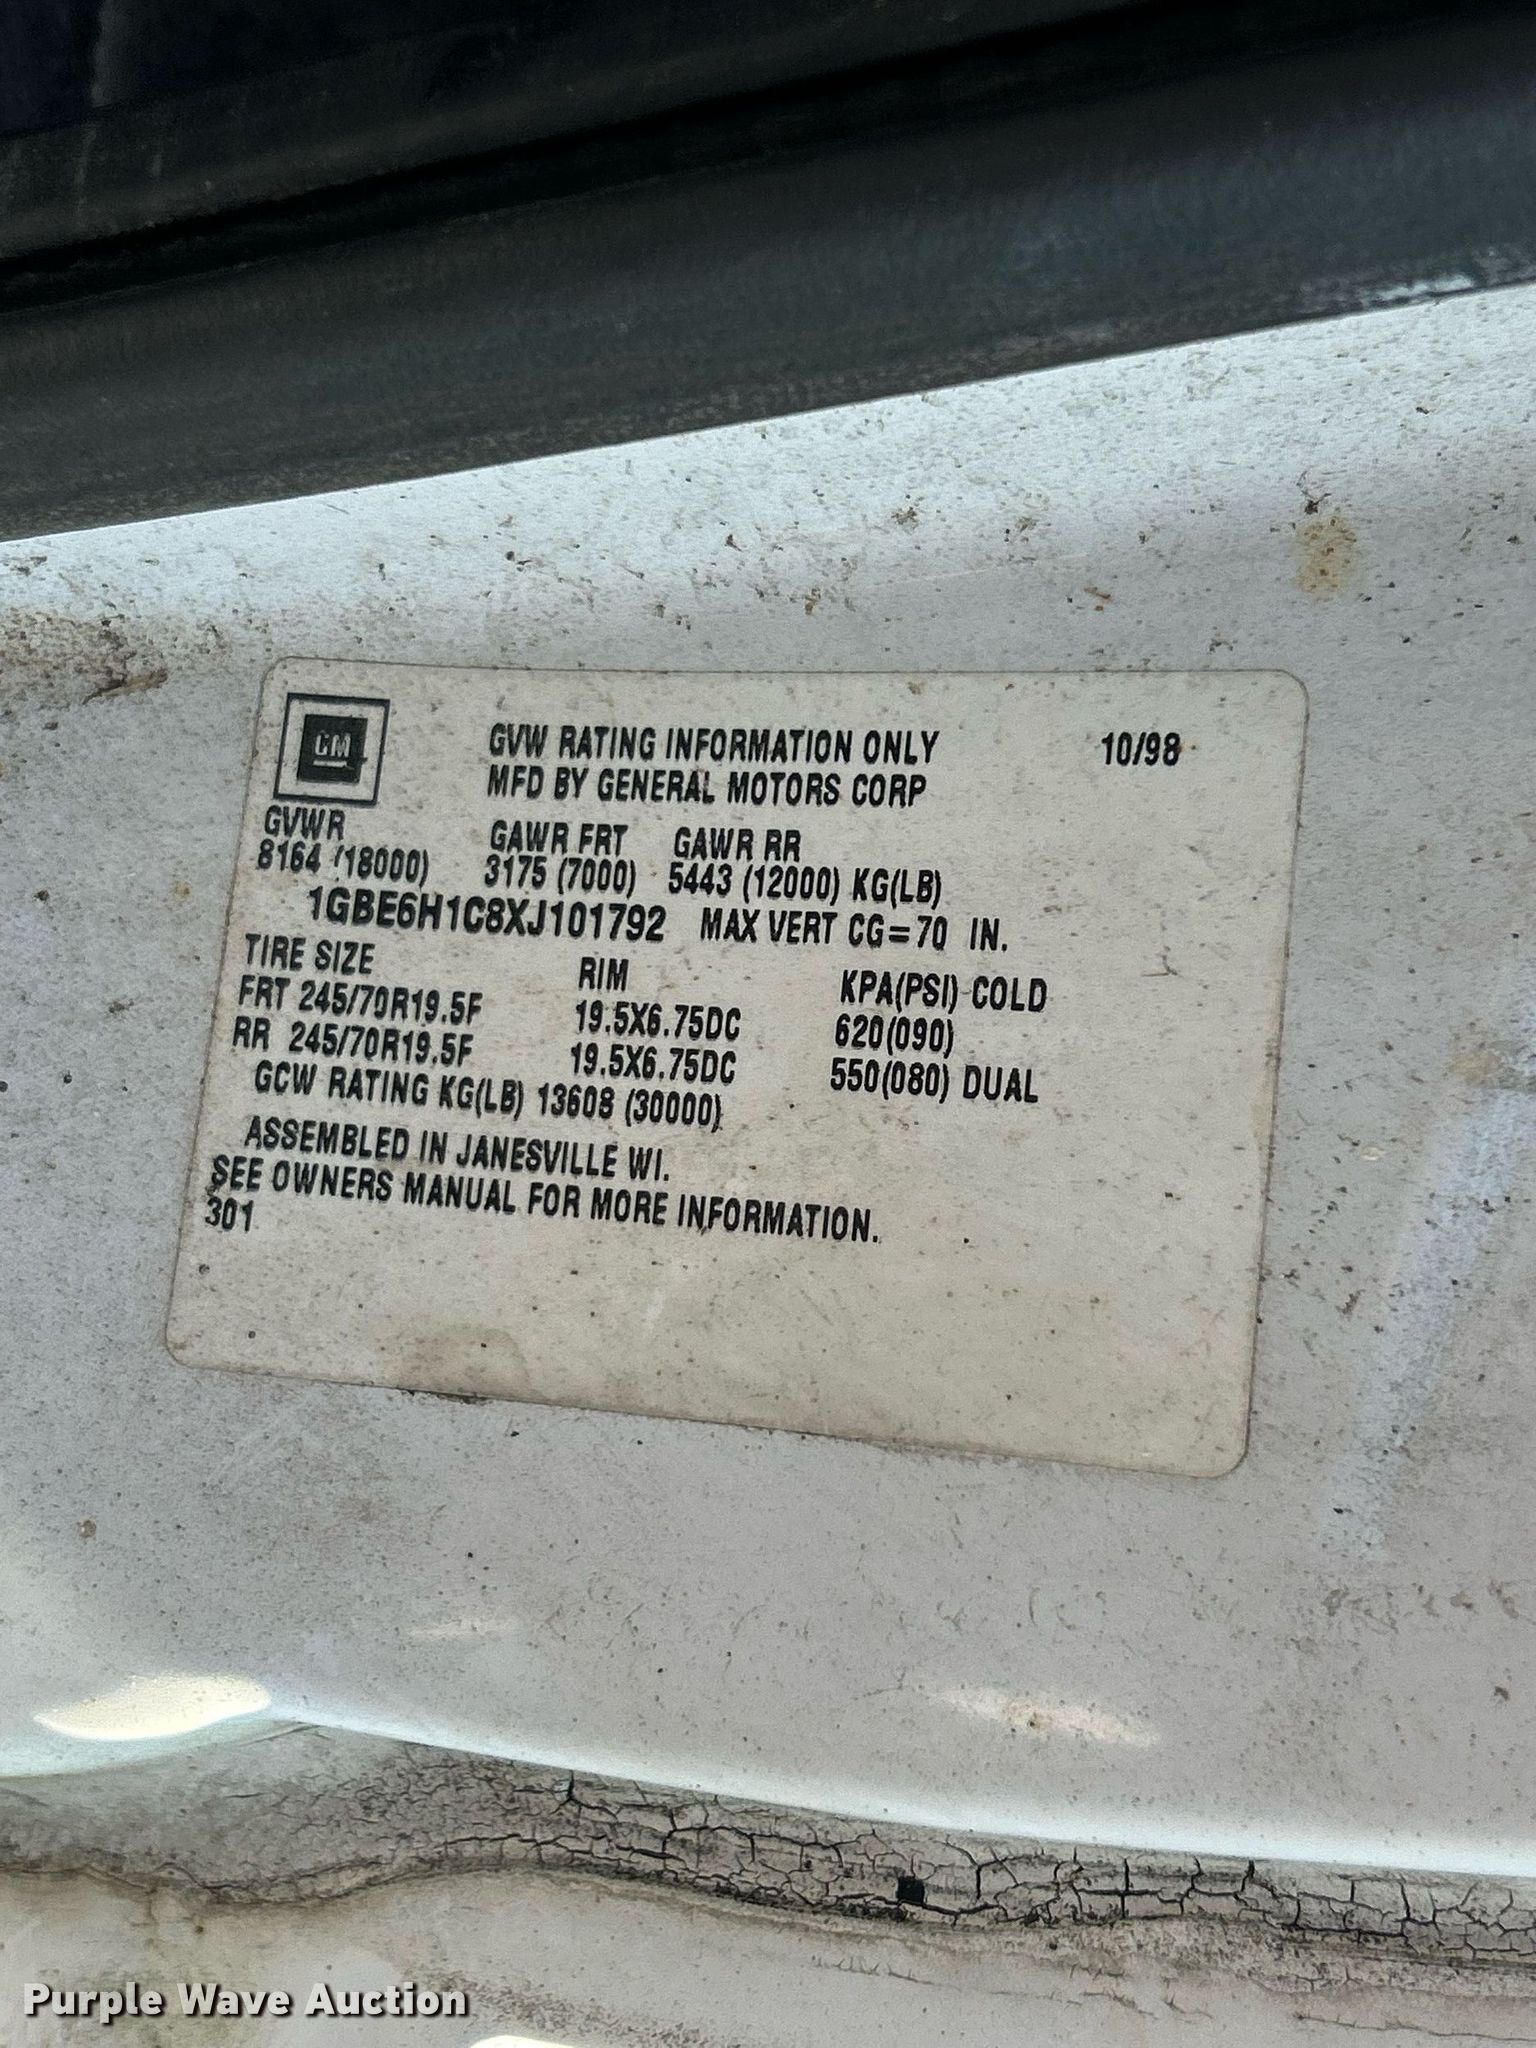 GM
GVW RATING INFORMATION ONLY 10/98
MFD BY GENERAL MOTORS CORP
GVWR GAWR FRT GAWR RR
8164 (18000) 3175 (7000) 5443 (12000) KG(LB)
1GBE6H1C8XJ101792 MAX VERT CG=70 IN.
TIRE SIZE RIM KPA(PSI) COLD
FRT 245/70R19.5F 19.5X6.75DC 620(090)
RR 245/70R19.5F 19.5X6.75DC 550(080) DUAL
GCW RATING KG(LB) 13608 (30000)
ASSEMBLED IN JANESVILLE WI.
SEE OWNERS MANUAL FOR MORE INFORMATION.
301
Purple Wave Auction